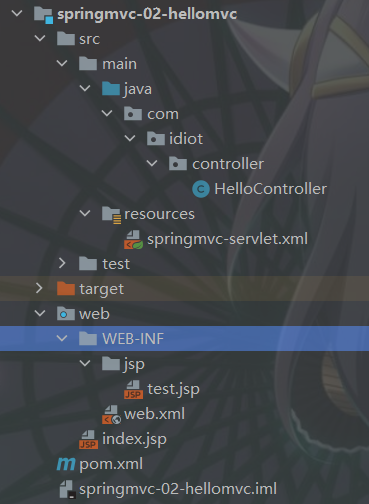 springmvc-02-hellomvc
src
main
java
com
idiot
controller
HelloController
resources
springmvc-servlet.xml
test
target
web
WEB-INF
jsp
test.jsp
web.xml
index.jsp
pom.xml
springmvc-02-hellomvc.iml